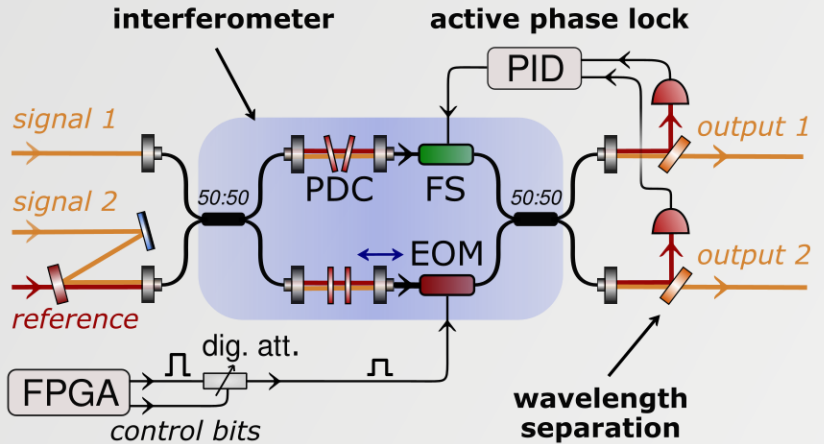 interferometer
active phase lock
PID
signal 1
output 1
50:50
PDC
FS
50:50
signal 2
EOM
output 2
reference
dig. att.
FPGA
control bits
wavelength
separation